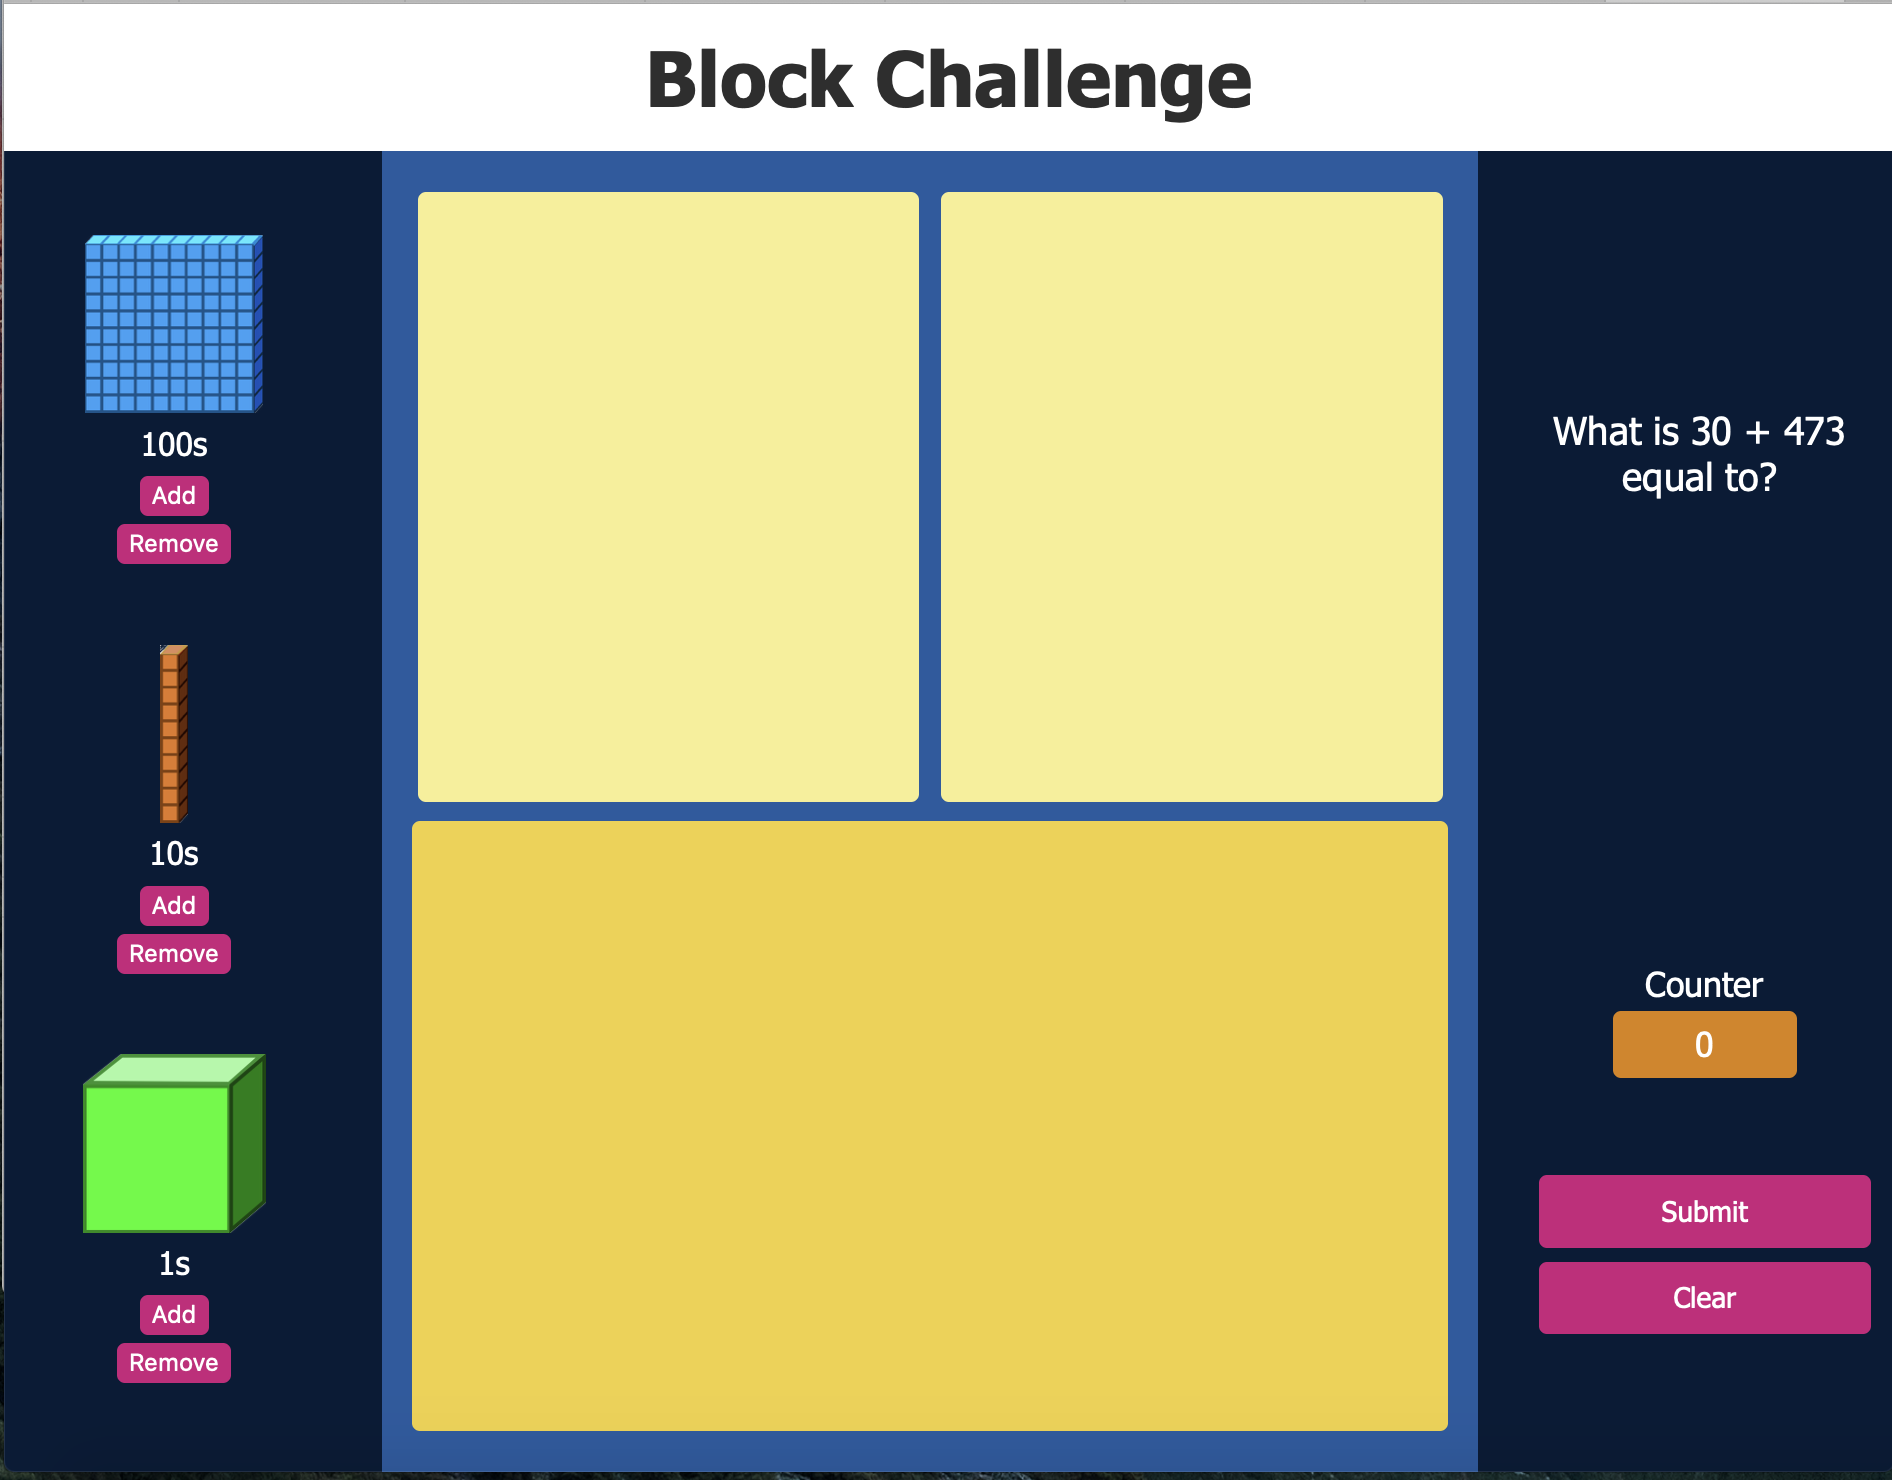 Block Challenge
100s
Add
Remove
10s
Add
Remove
1s
Add
Remove
What is 30 + 473
equal to?
Counter
0
Submit
Clear